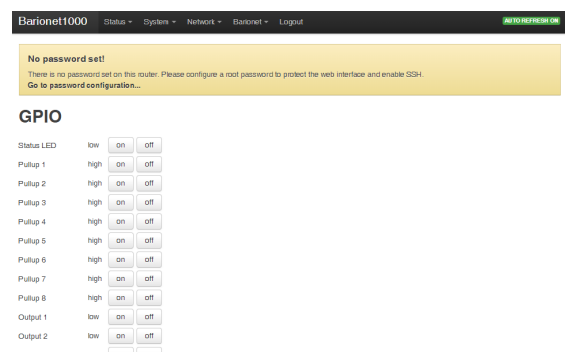 Barionet1000 Status System Network Barionet Logout AUTO REFRESH ON
No password set!
There is no password set on this router. Please configure a root password to protect the web interface and enable SSH.
Go to password configuration...
GPIO
Status LED low on off
Pullup 1 high on off
Pullup 2 high on off
Pullup 3 high on off
Pullup 4 high on off
Pullup 5 high on off
Pullup 6 high on off
Pullup 7 high on off
Pullup 8 high on off
Output 1 low on off
Output 2 low on off